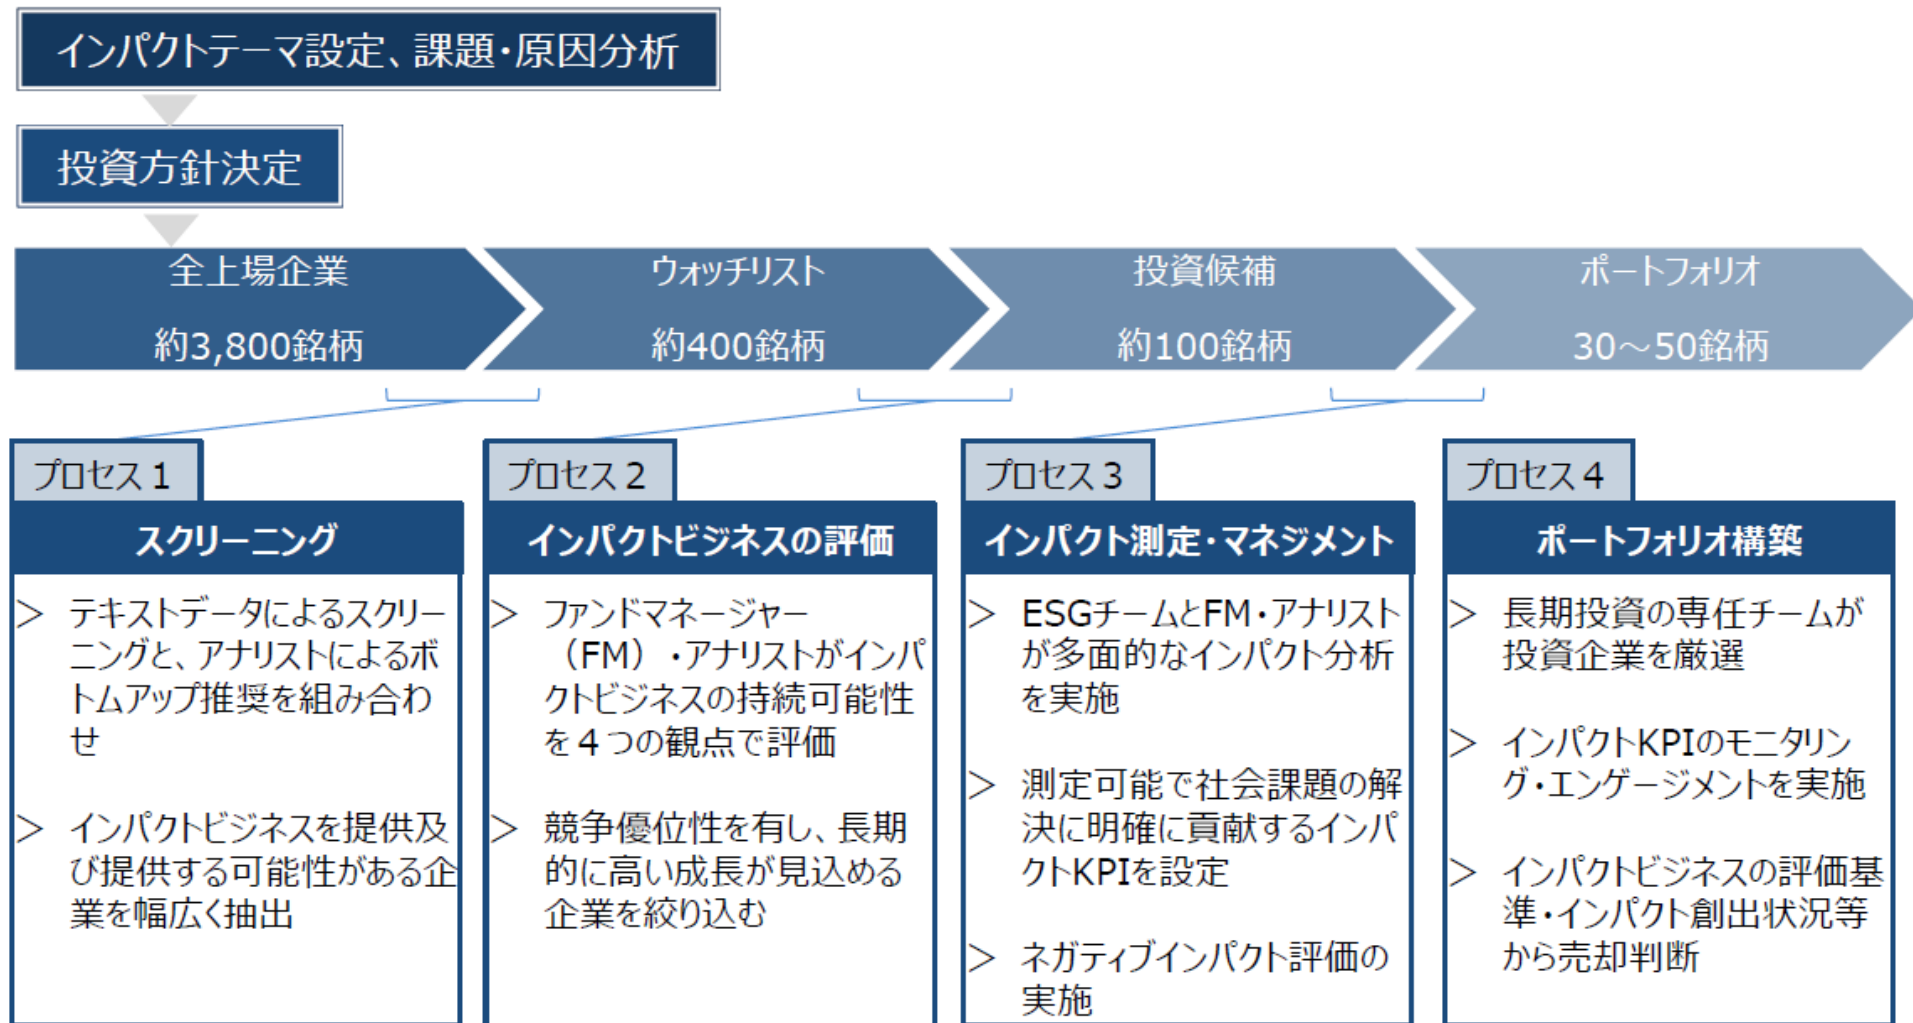 インパクトテーマ設定、課題・原因分析
投資方針決定
全上場企業
約3,800銘柄
ウォッチリスト
約400銘柄
投資候補
約100銘柄
ポートフォリオ
30～50銘柄
プロセス1
スクリーニング
＞ テキストデータによるスクリー
ニングと、アナリストによるボ
トムアップ推奨を組み合わ
せ
＞ インパクトビジネスを提供及
び提供する可能性がある企
業を幅広く抽出
プロセス2
インパクトビジネスの評価
＞ ファンドマネージャー
（FM）・アナリストがインパ
クトビジネスの持続可能性
を４つの観点で評価
＞ 競争優位性を有し、長期
的に高い成長が見込める
企業を絞り込む
プロセス3
インパクト測定・マネジメント
＞ ESGチームとFM・アナリスト
が多面的なインパクト分析
を実施
＞ 測定可能で社会課題の解
決に明確に貢献するインパ
クトKPIを設定
＞ ネガティブインパクト評価の
実施
プロセス4
ポートフォリオ構築
＞ 長期投資の専任チームが
投資企業を厳選
＞ インパクトKPIのモニタリン
グ・エンゲージメントを実施
＞ インパクトビジネスの評価基
準・インパクト創出状況等
から売却判断